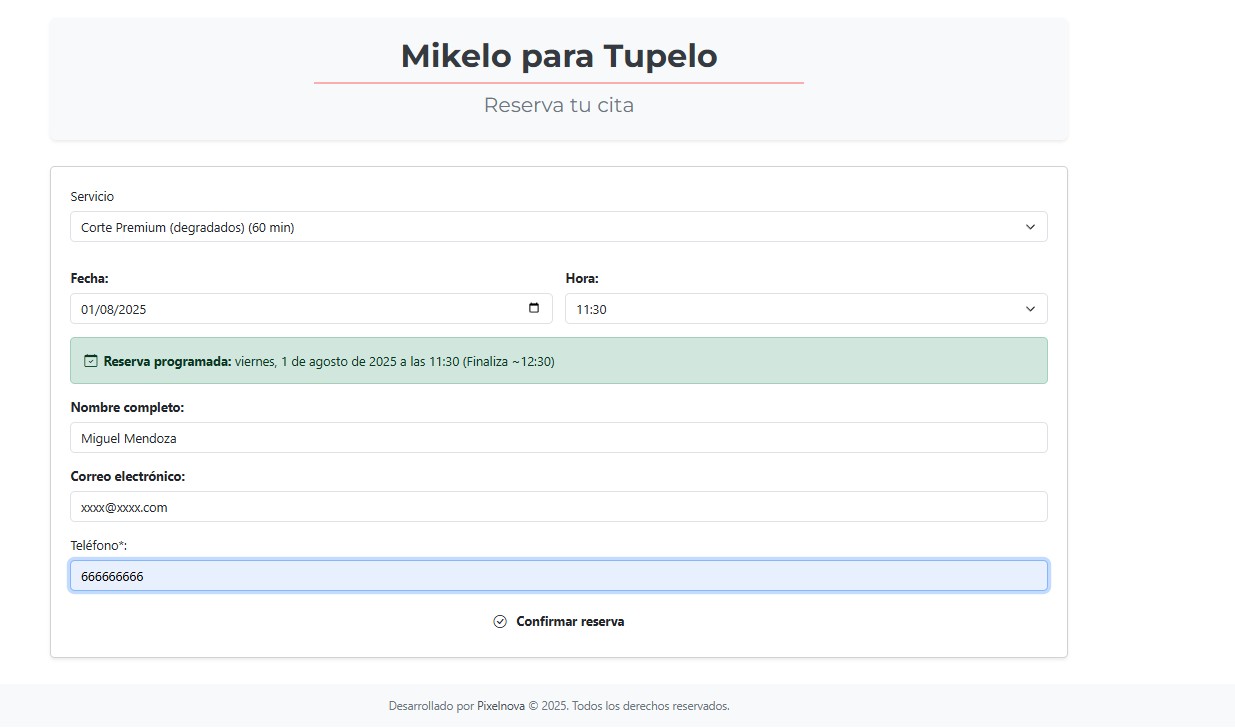 Mikelo para Tupelo
Reserva tu cita
Servicio
Corte Premium (degradados) (60 min)
Fecha:
Hora:
01/08/2025
11:30
Reserva programada: viernes, 1 de agosto de 2025 a las 11:30 (Finaliza ~12:30)
Nombre completo:
Miguel Mendoza
Correo electrónico:
xxxx@xxxx.com
Teléfono*:
666666666
Confirmar reserva
Desarrollado por Pixelnova © 2025. Todos los derechos reservados.